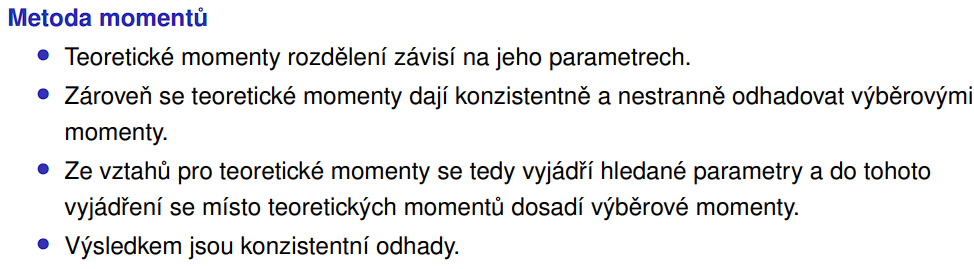 Metoda momentů
Teoretické momenty rozdělení závisí na jeho parametrech.
Zároveň se teoretické momenty dají konzistentně a nestranně odhadovat výběrovými
momenty.
Ze vztahů pro teoretické momenty se tedy vyjádří hledané parametry a do tohoto
vyjádření se místo teoretických momentů dosadí výběrové momenty.
Výsledkem jsou konzistentní odhady.